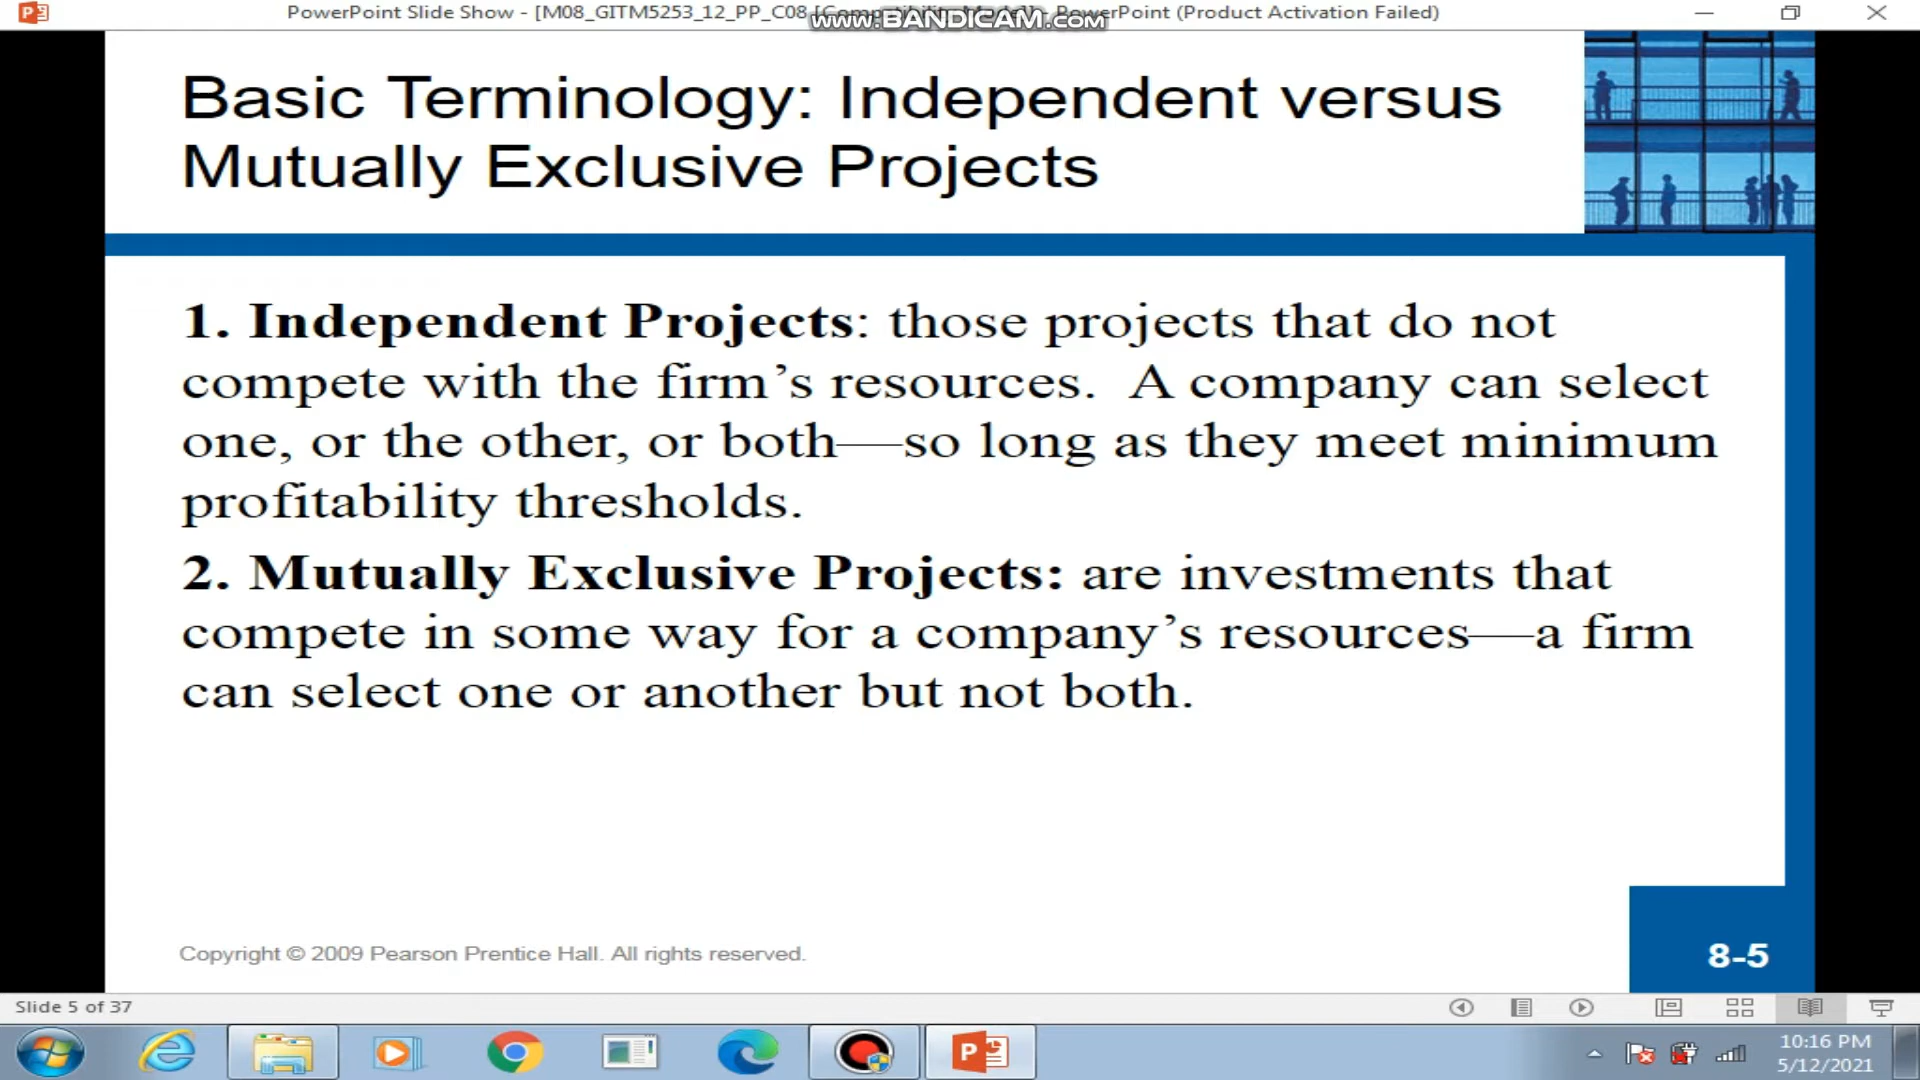 PowerPoint Slide Show - [M08_GITM5253_12_PP_C08 [Compatibility Mode]] - PowerPoint (Product Activation Failed)
www.BANDICAM.com
Basic Terminology: Independent versus
Mutually Exclusive Projects
1. Independent Projects: those projects that do not
compete with the firm’s resources. A company can select
one, or the other, or both—so long as they meet minimum
profitability thresholds.
2. Mutually Exclusive Projects: are investments that
compete in some way for a company’s resources—a firm
can select one or another but not both.
Copyright © 2009 Pearson Prentice Hall. All rights reserved.
8-5
Slide 5 of 37
10:16 PM
5/12/2021